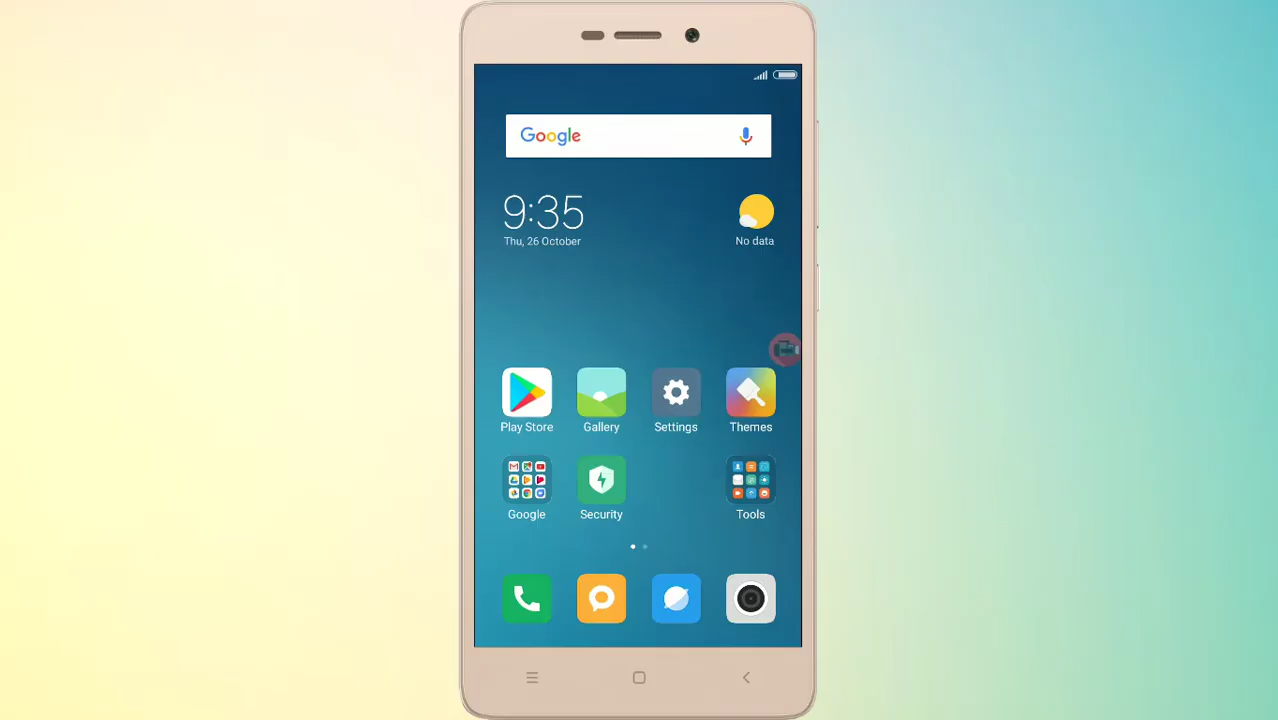 Google
9:35
Thu, 26 October
No data
Play Store
Gallery
Settings
Themes
Google
Security
Tools